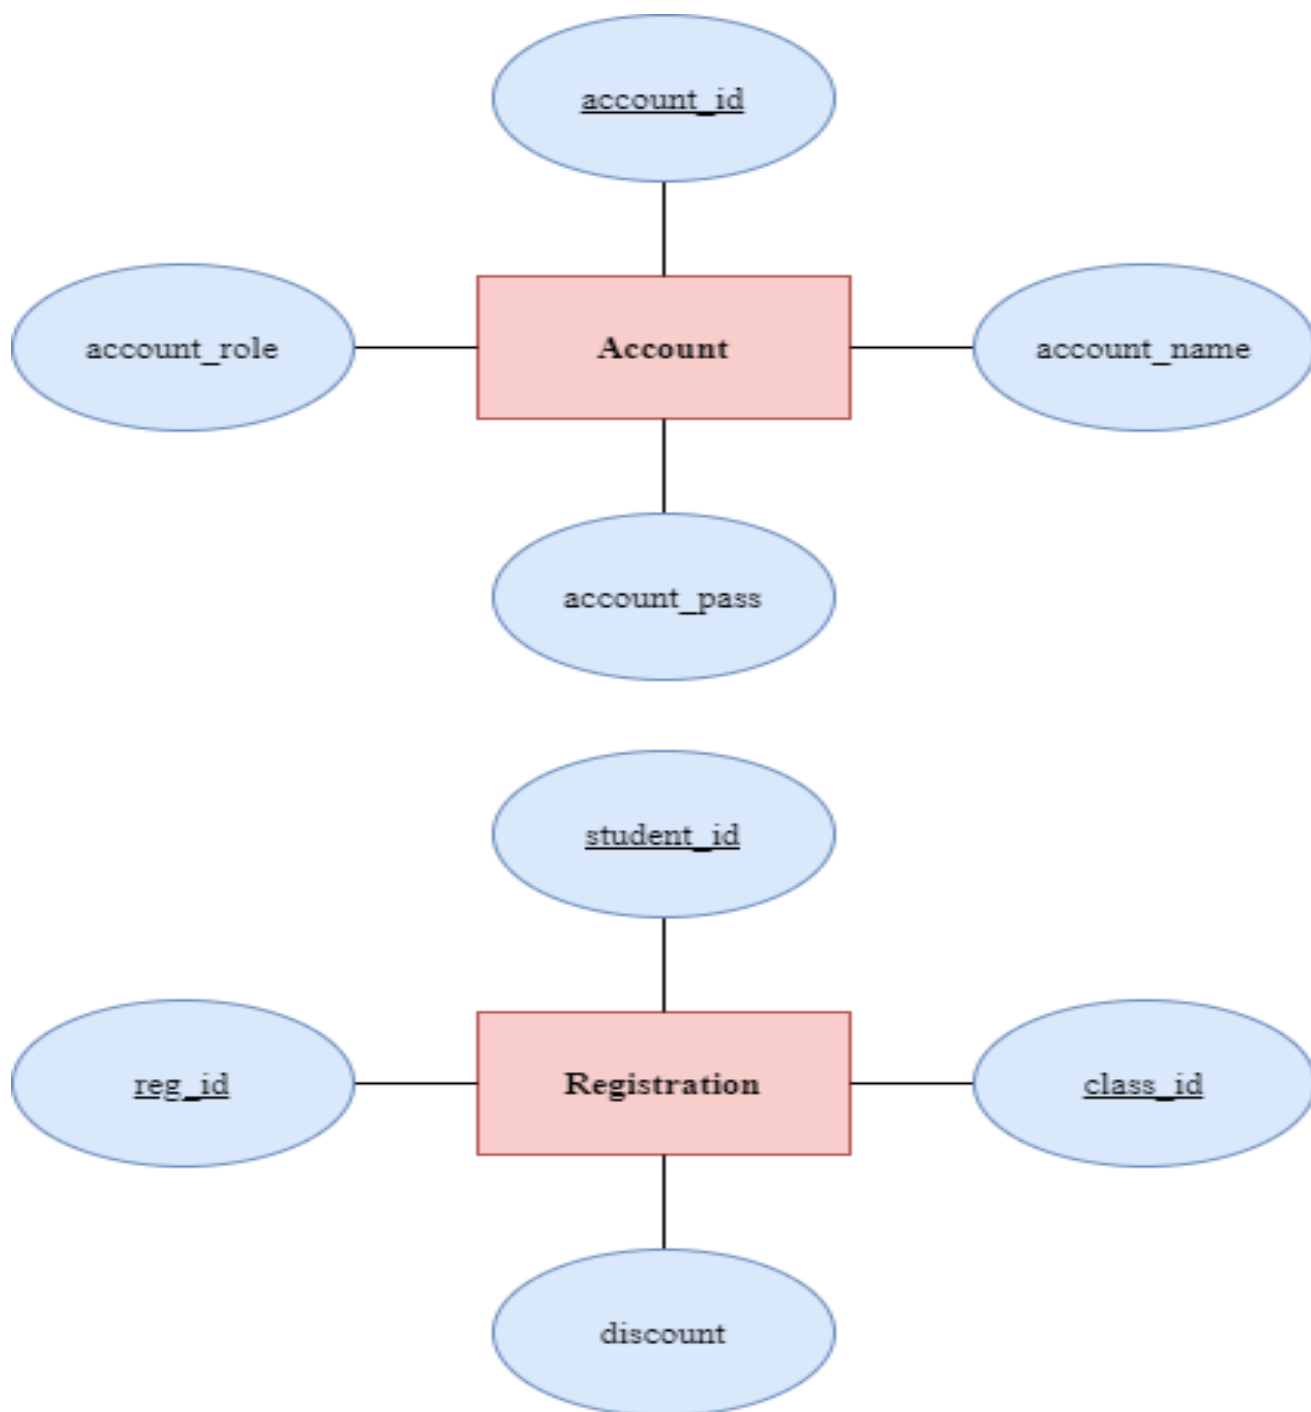 account_id
account_role
Account
account_name
account_pass
student_id
reg_id
Registration
class_id
discount